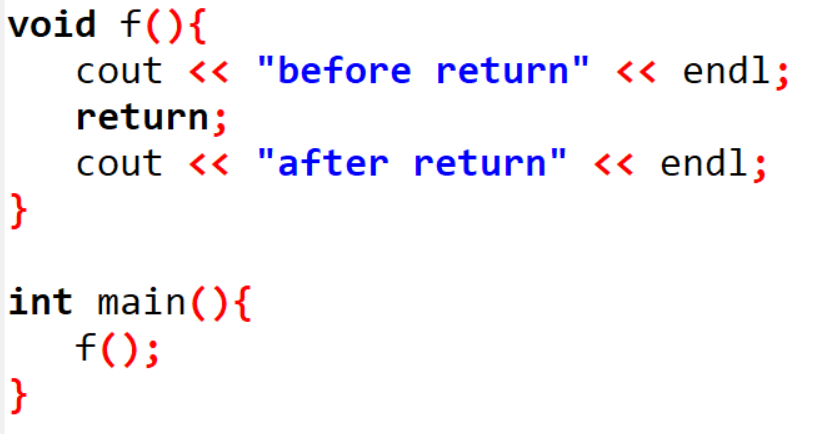 void f(){
   cout << "before return" << endl;
   return;
   cout << "after return" << endl;
}

int main(){
   f();
}